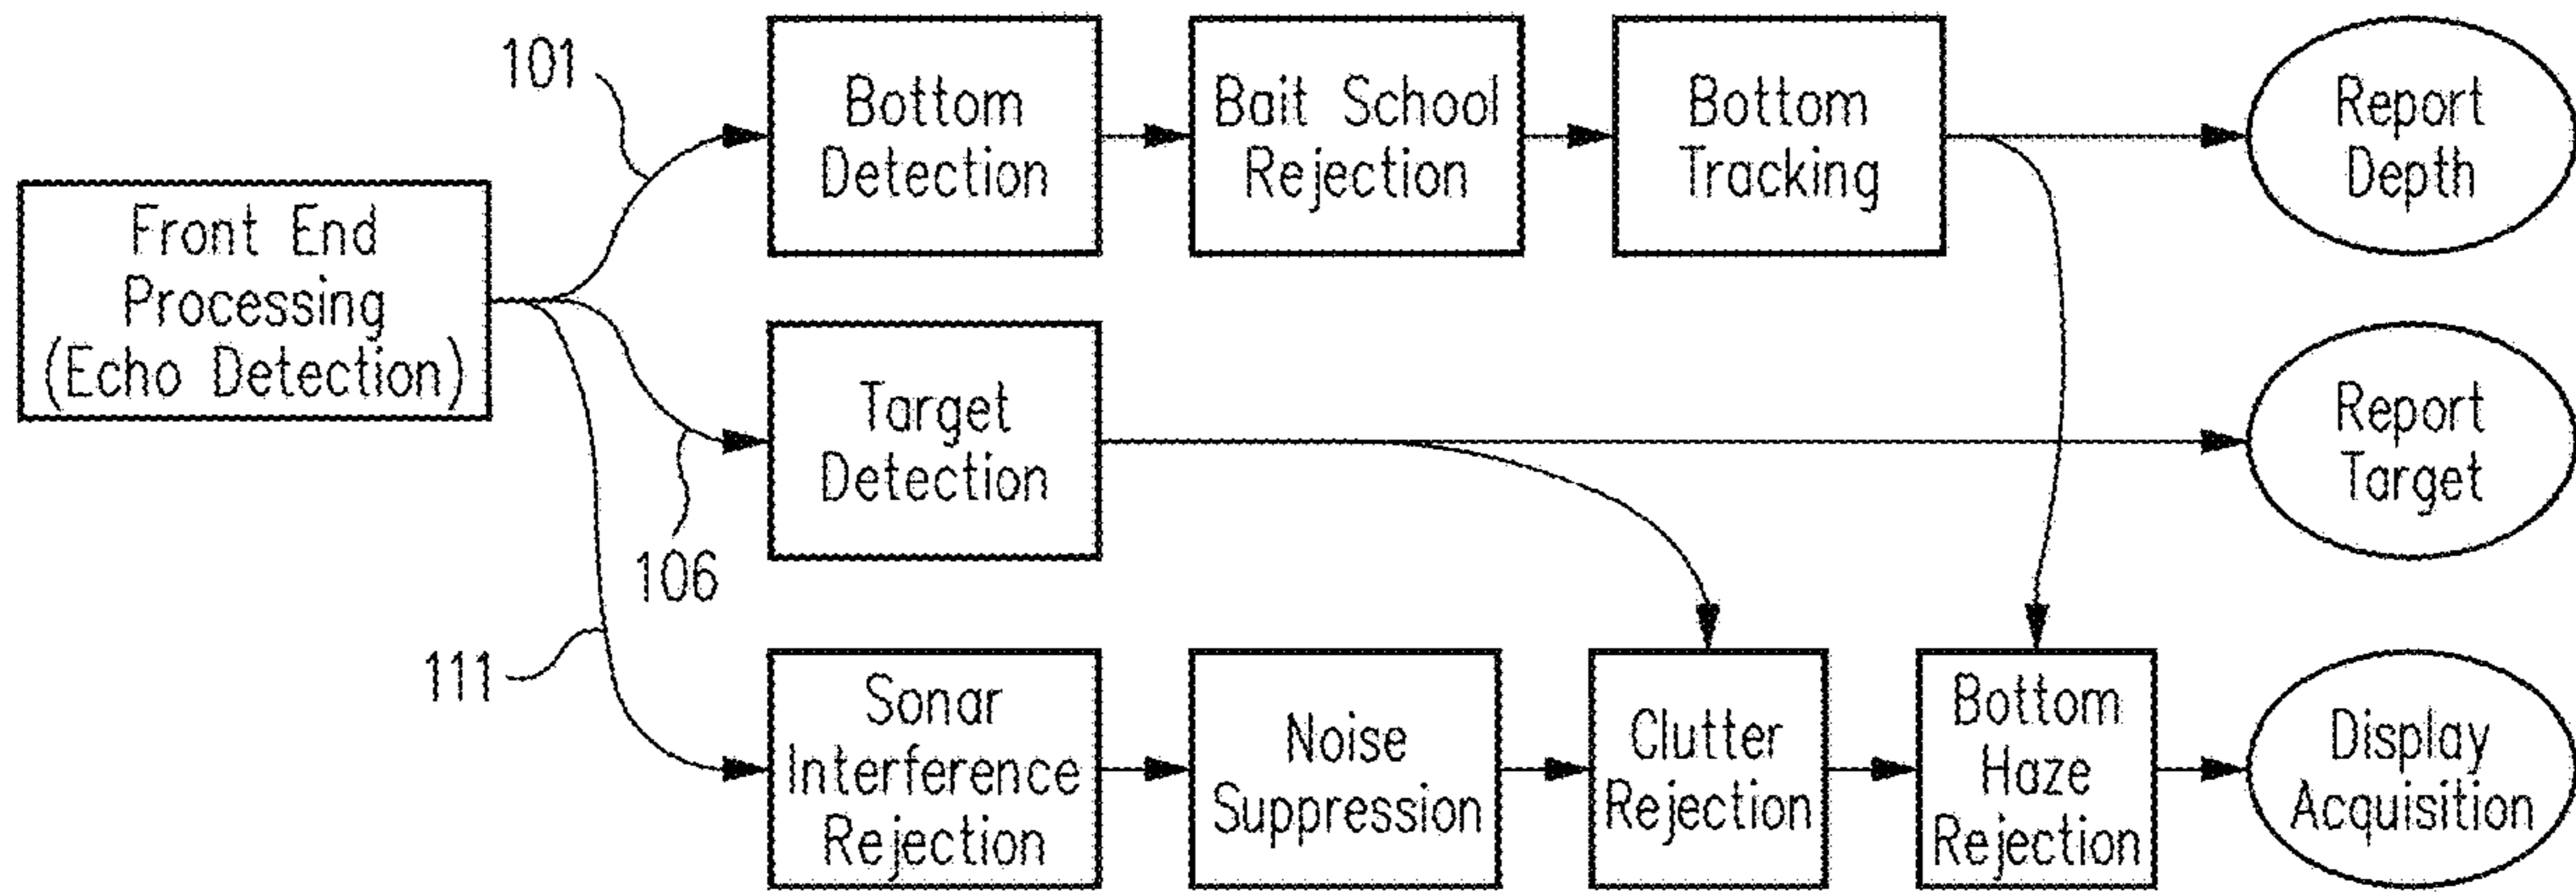 101
Bottom
Detection
Bait School
Rejection
Bottom
Tracking
Report
Depth
Front End
Processing
(Echo Detection)
Target
Detection
Report
Target
106
111
Sonar
Interference
Rejection
Noise
Suppression
Clutter
Rejection
Bottom
Haze
Rejection
Display
Acquisition